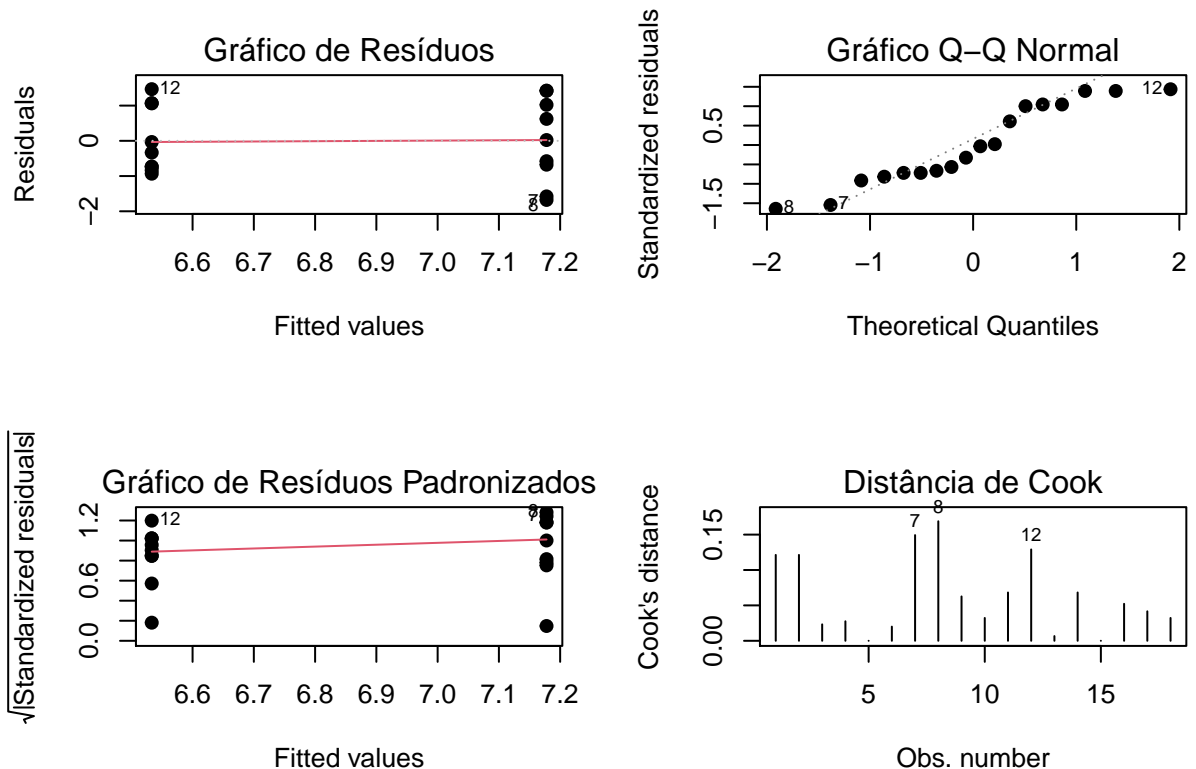 Gráfico de Resíduos
Residuals
0
−2
12
7
8
6.6 6.7 6.8 6.9 7.0 7.1 7.2
Fitted values
Gráfico Q−Q Normal
Standardized residuals
0.5
−1.5
8
7
12
−2 −1 0 1 2
Theoretical Quantiles
Gráfico de Resíduos Padronizados
√|Standardized residuals|
1.2
0.6
0.0
12
8
7
6.6 6.7 6.8 6.9 7.0 7.1 7.2
Fitted values
Distância de Cook
Cook's distance
0.15
0.00
7
8
12
5 10 15
Obs. number